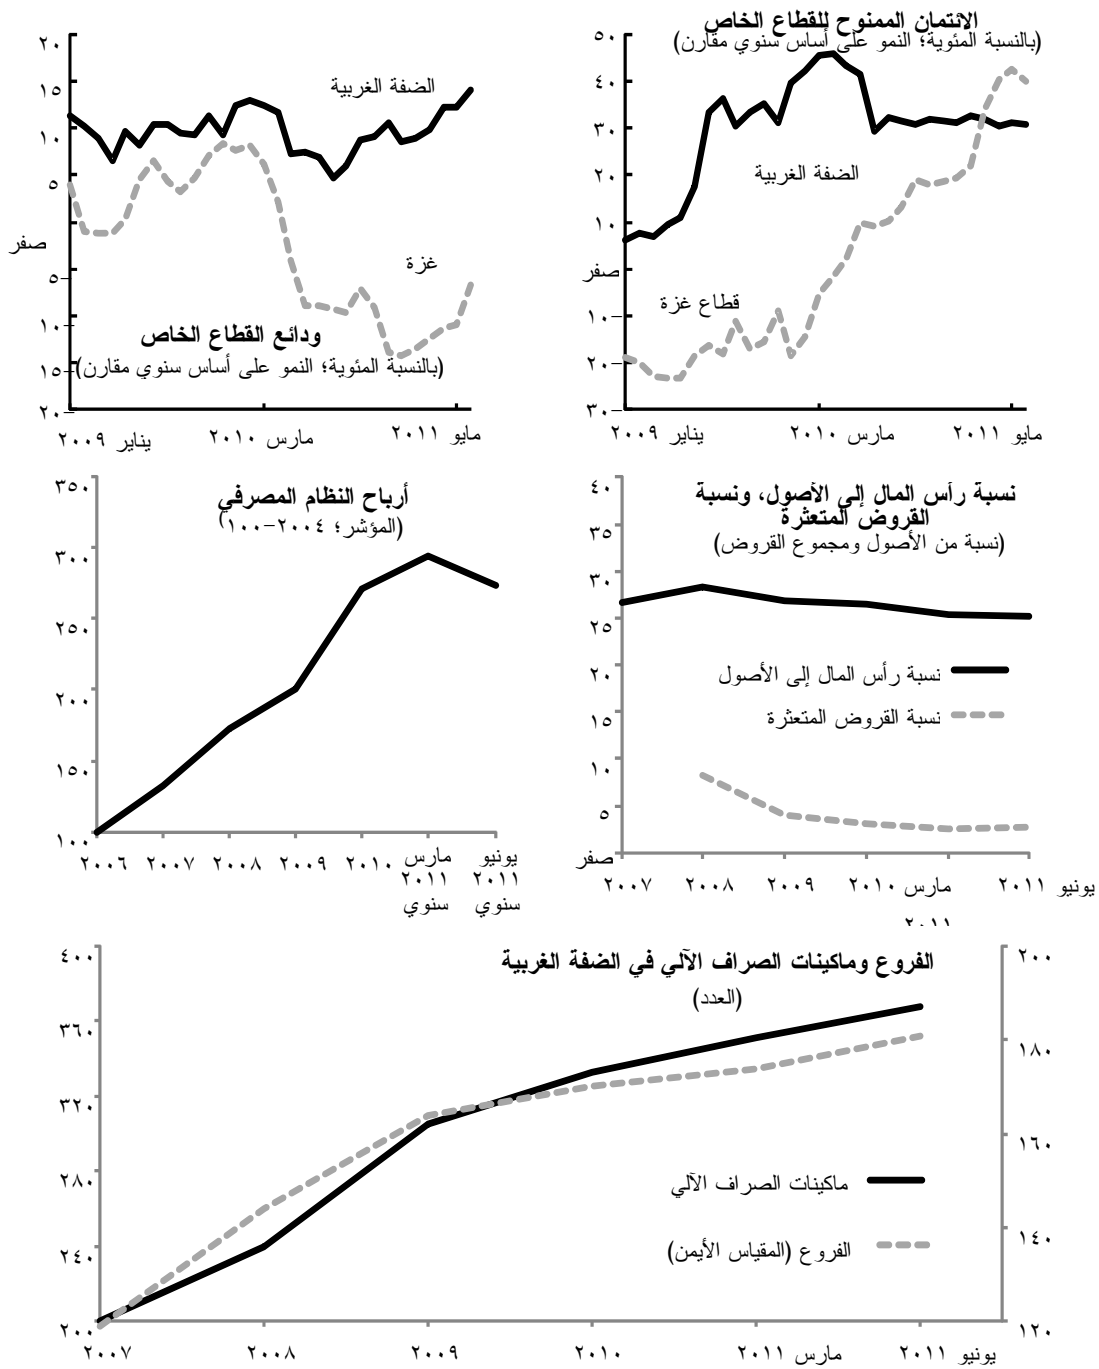 الائتمان الممنوح للقطاع الخاص
(بالنسبة المئوية؛ النمو على أساس سنوي مقارن)
٥٠
٤٠
٣٠
٢٠
١٠
صفر
١٠–
٢٠–
٣٠–
الضفة الغربية
قطاع غزة
يناير ٢٠٠٩
مارس ٢٠١٠
مايو ٢٠١١
٢٠
١٥
١٠
٥
صفر
٥–
١٠–
١٥–
٢٠–
الضفة الغربية
غزة
ودائع القطاع الخاص
(بالنسبة المئوية؛ النمو على أساس سنوي مقارن)
يناير ٢٠٠٩
مارس ٢٠١٠
مايو ٢٠١١
نسبة رأس المال إلى الأصول، ونسبة
القروض المتعثرة
(نسبة من الأصول ومجموع القروض)
٤٠
٣٥
٣٠
٢٥
٢٠
١٥
١٠
٥
صفر
نسبة رأس المال إلى الأصول
نسبة القروض المتعثرة
٢٠٠٧
٢٠٠٨
٢٠٠٩
٢٠١٠
مارس
٢٠١١
يونيو ٢٠١١
أرباح النظام المصرفي
(المؤشر؛ ٢٠٠٤–١٠٠)
٣٥٠
٣٠٠
٢٥٠
٢٠٠
١٥٠
١٠٠
٢٠٠٦
٢٠٠٧
٢٠٠٨
٢٠٠٩
٢٠١٠
مارس
٢٠١١
سنوي
يونيو
٢٠١١
سنوي
الفروع وماكينات الصراف الآلي في الضفة الغربية
(العدد)
٤٠٠
٣٦٠
٣٢٠
٢٨٠
٢٤٠
٢٠٠
٢٠٠
١٨٠
١٦٠
١٤٠
١٢٠
ماكينات الصراف الآلي
الفروع (المقياس الأيمن)
٢٠٠٧
٢٠٠٨
٢٠٠٩
٢٠١٠
مارس ٢٠١١
يونيو ٢٠١١